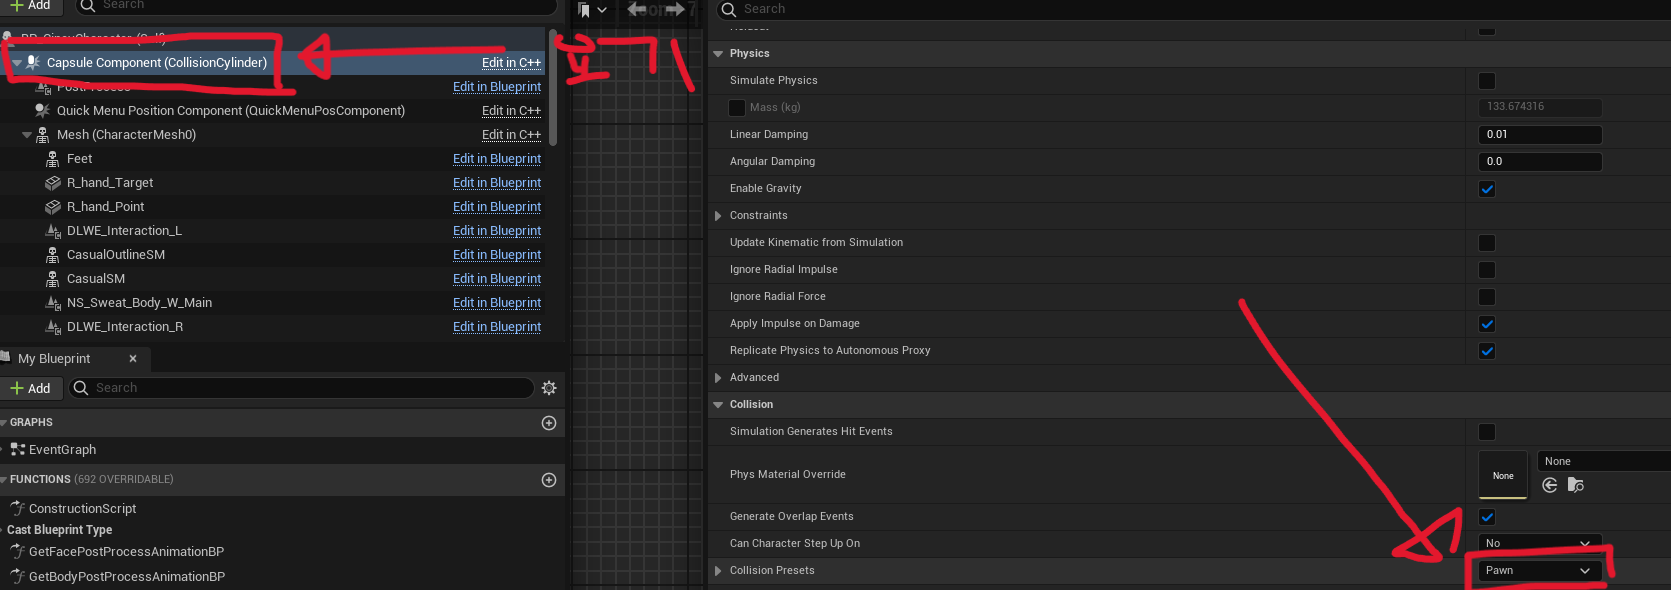 Add
Search
Capsule Component (CollisionCylinder) Edit in C++
PostProcess Edit in Blueprint
Quick Menu Position Component (QuickMenuPosComponent) Edit in C++
Mesh (CharacterMesh0) Edit in C++
Feet Edit in Blueprint
R_hand_Target Edit in Blueprint
R_hand_Point Edit in Blueprint
DLWE_Interaction_L Edit in Blueprint
CasualOutlineSM Edit in Blueprint
CasualSM Edit in Blueprint
NS_Sweat_Body_W_Main Edit in Blueprint
DLWE_Interaction_R Edit in Blueprint
My Blueprint
Add
Search
GRAPHS
EventGraph
FUNCTIONS (692 OVERRIDABLE)
ConstructionScript
Cast Blueprint Type
GetFacePostProcessAnimationBP
GetBodyPostProcessAnimationBP
Search
Physics
Simulate Physics
Mass (kg) 133.674316
Linear Damping 0.01
Angular Damping 0.0
Enable Gravity
Constraints
Update Kinematic from Simulation
Ignore Radial Impulse
Ignore Radial Force
Apply Impulse on Damage
Replicate Physics to Autonomous Proxy
Advanced
Collision
Simulation Generates Hit Events
Phys Material Override None None
Generate Overlap Events
Can Character Step Up On No
Collision Presets Pawn